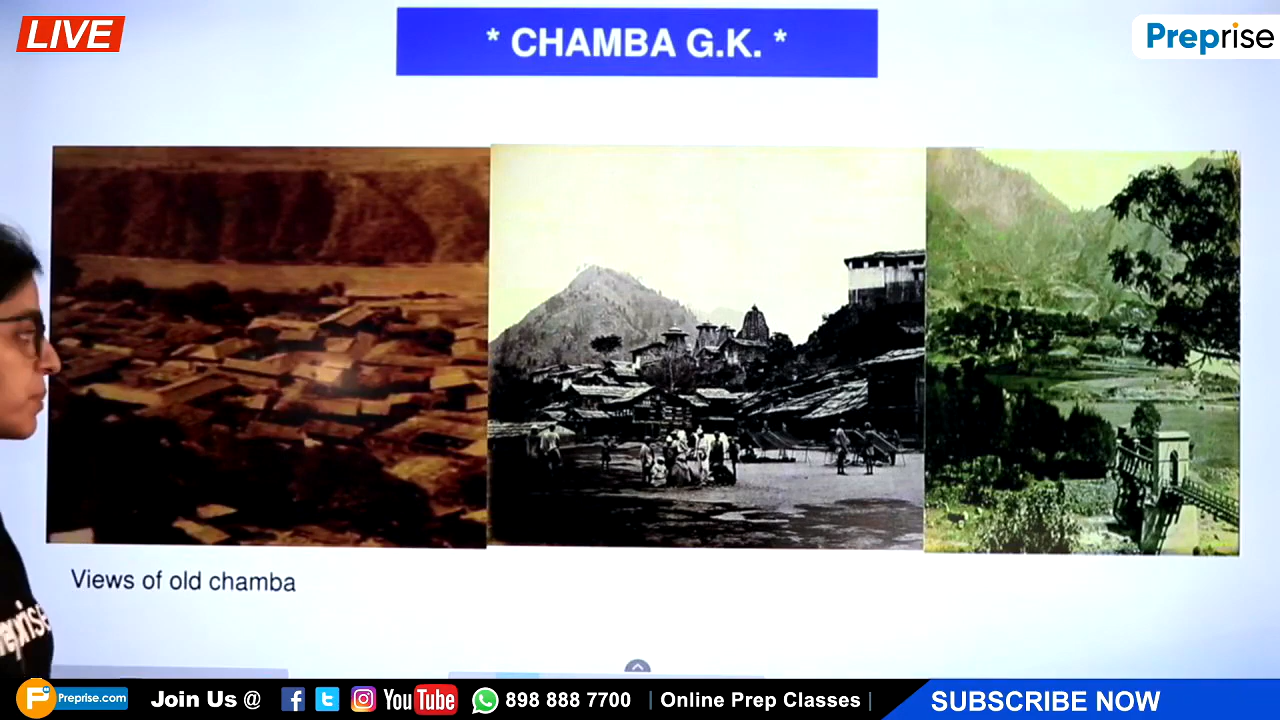 LIVE
* CHAMBA G.K. *
Preprise
Views of old chamba
reprise
Preprise.com
Join Us @
YouTube
898 888 7700
Online Prep Classes
SUBSCRIBE NOW